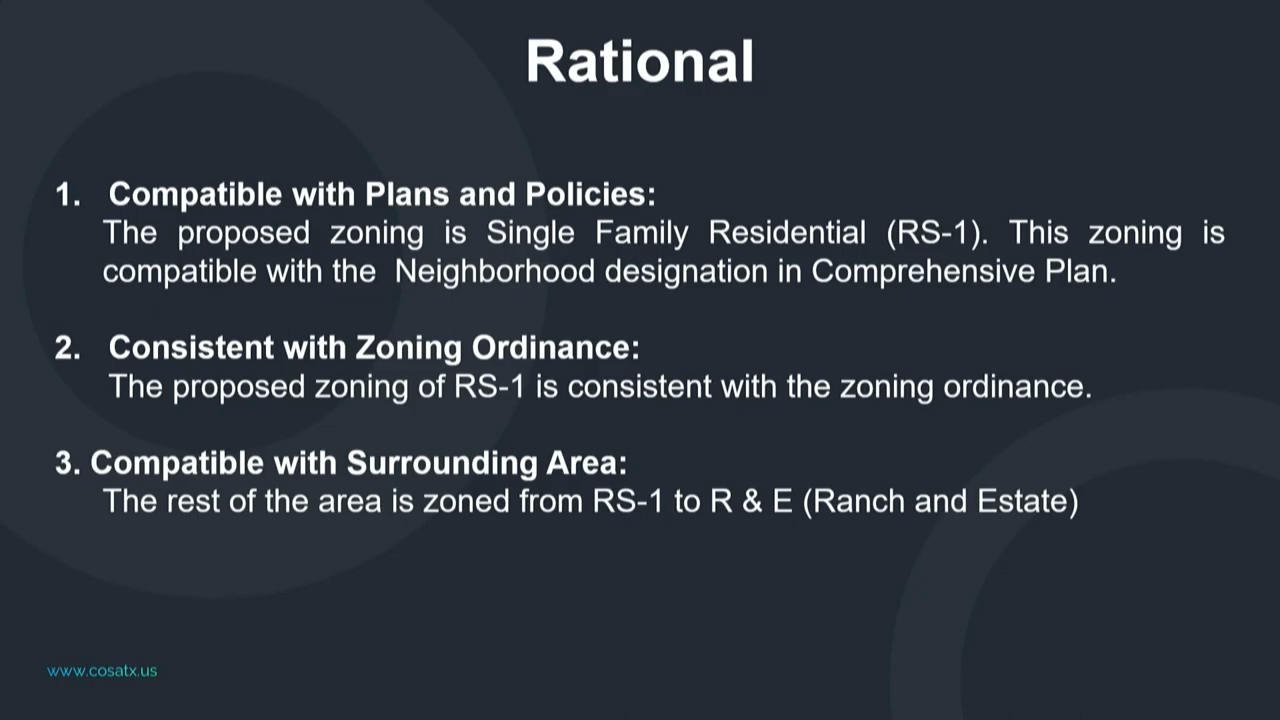 Rational
1. Compatible with Plans and Policies:
The proposed zoning is Single Family Residential (RS-1). This zoning is
compatible with the Neighborhood designation in Comprehensive Plan.
2. Consistent with Zoning Ordinance:
The proposed zoning of RS-1 is consistent with the zoning ordinance.
3. Compatible with Surrounding Area:
The rest of the area is zoned from RS-1 to R & E (Ranch and Estate)
www.cosatx.us